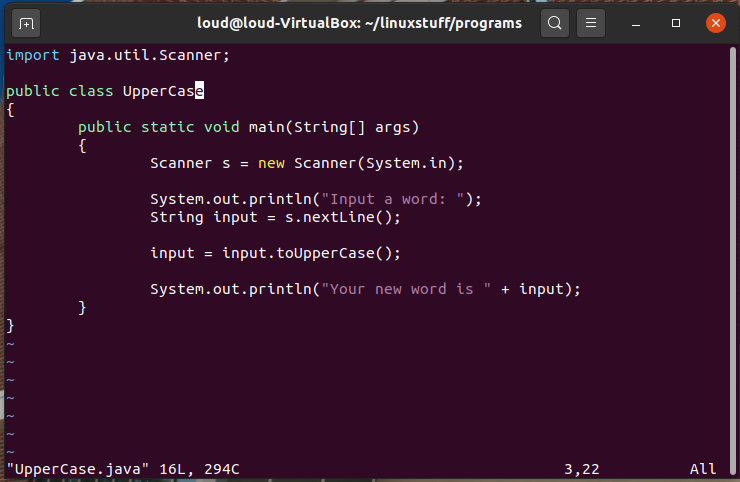 loud@loud-VirtualBox: ~/linuxstuff/programs
import java.util.Scanner;
public class UpperCase
{
        public static void main(String[] args)
        {
                Scanner s = new Scanner(System.in);
                System.out.println("Input a word: ");
                String input = s.nextLine();
                input = input.toUpperCase();
                System.out.println("Your new word is " + input);
        }
}
~
~
~
~
~
~
~
"UpperCase.java" 16L, 294C 3,22 All